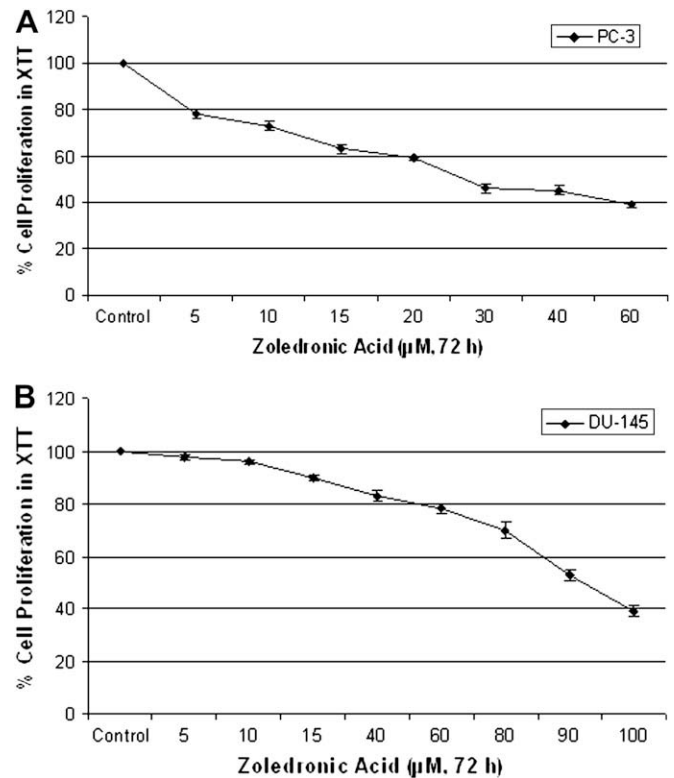 A
PC-3
% Cell Proliferation in XTT
120
100
80
60
40
20
0
Control 5 10 15 20 30 40 60
Zoledronic Acid (µM, 72 h)
B
DU-145
% Cell Proliferation in XTT
120
100
80
60
40
20
0
Control 5 10 15 40 60 80 90 100
Zoledronic Acid (µM, 72 h)